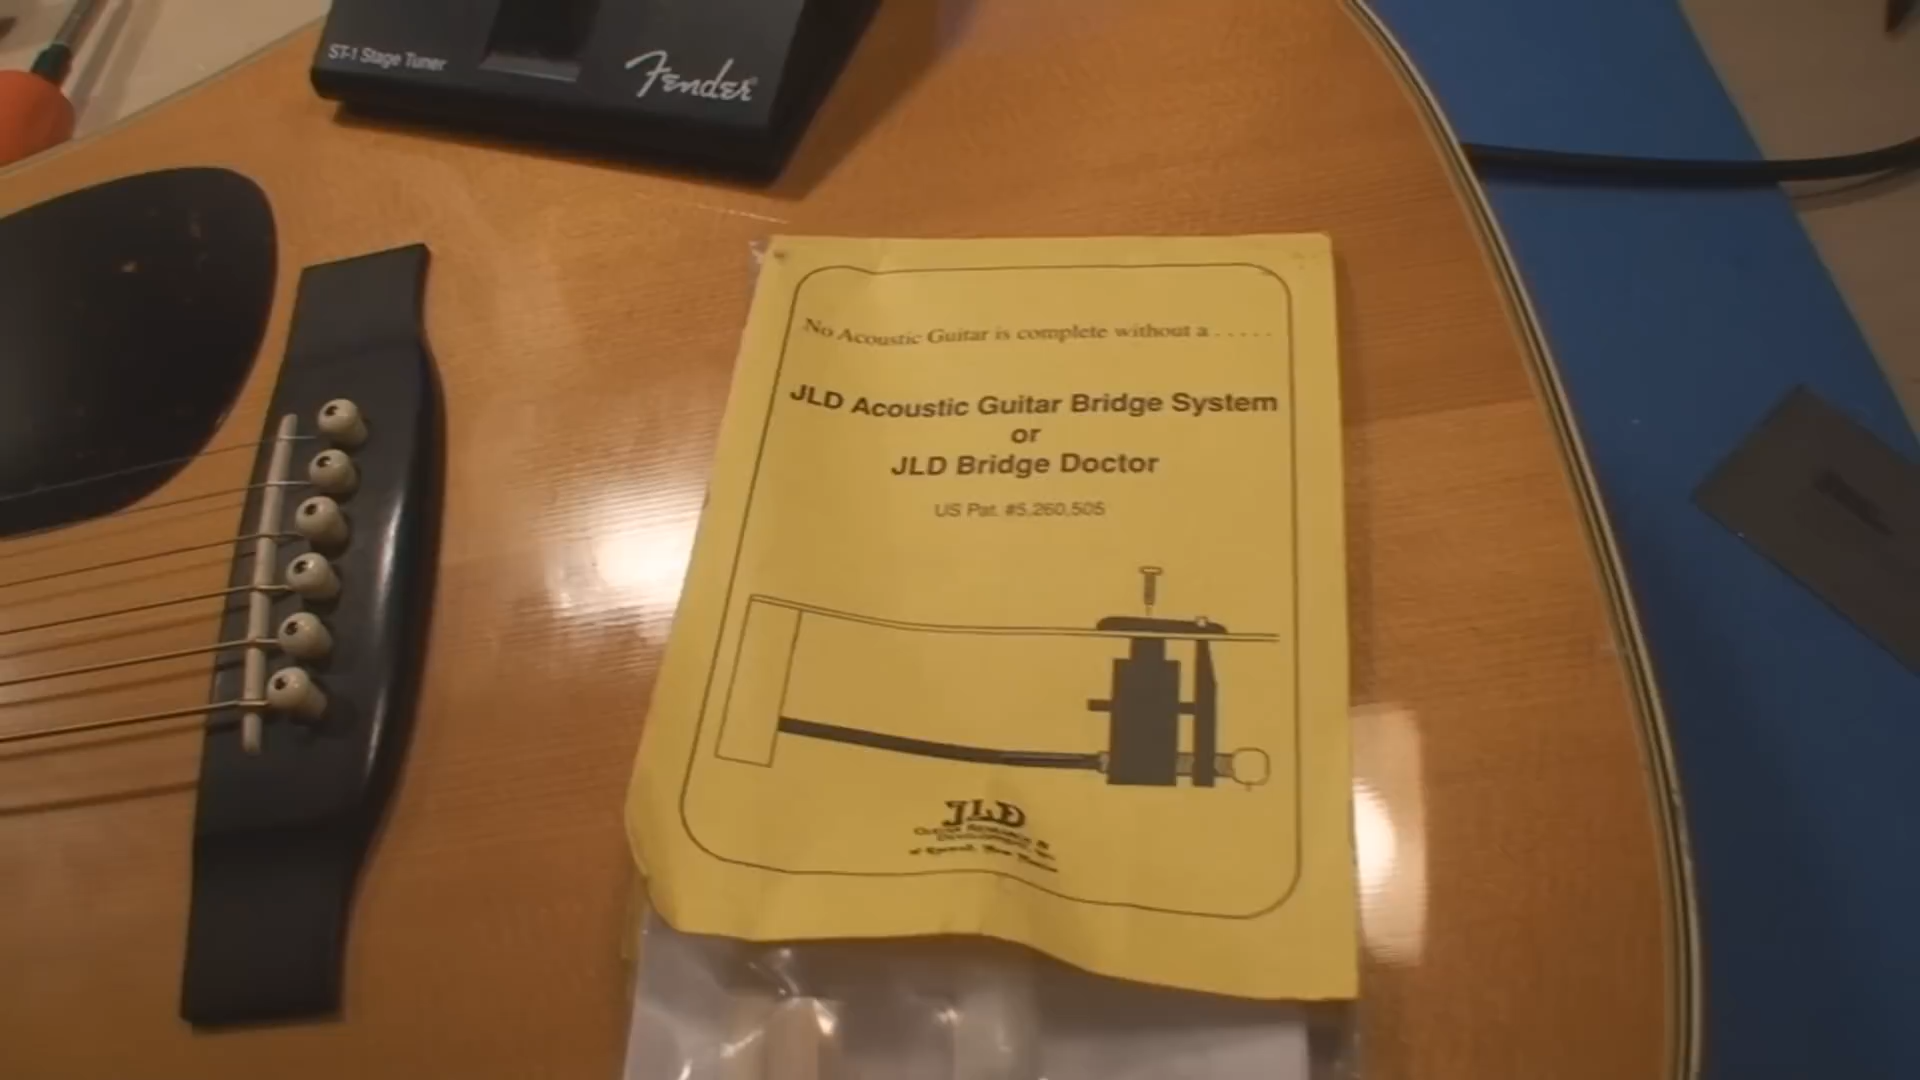 ST-1 Stage Tuner
Fender
No Acoustic Guitar is complete without a . . . . .
JLD Acoustic Guitar Bridge System
or
JLD Bridge Doctor
US Pat. #5,260,505
JLD